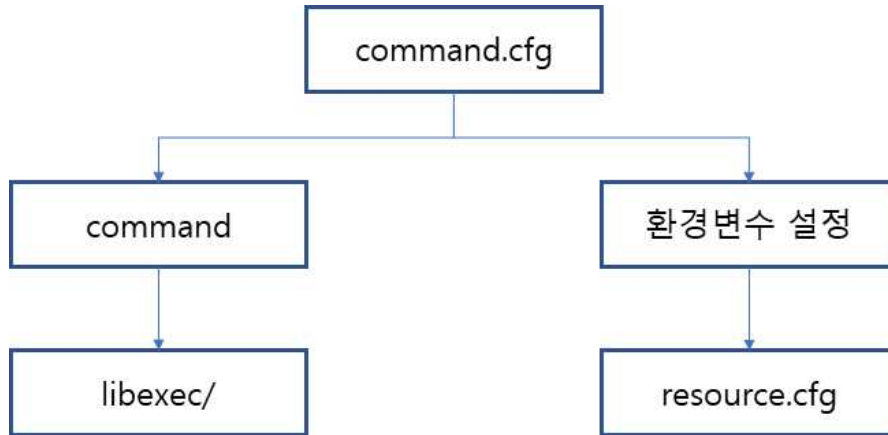 command.cfg
command
환경변수 설정
libexec/
resource.cfg